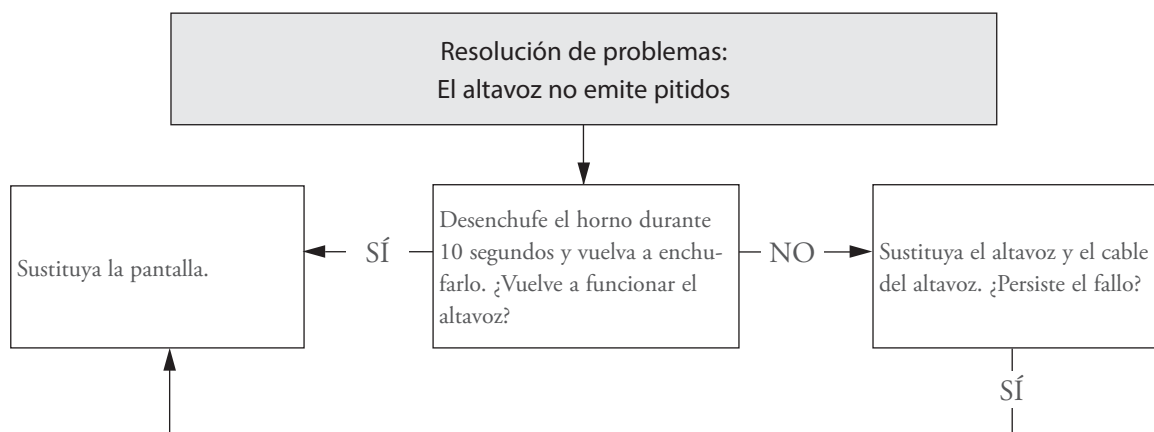 Resolución de problemas:
El altavoz no emite pitidos
Sustituya la pantalla.
SÍ
Desenchufe el horno durante
10 segundos y vuelva a enchu-
farlo. ¿Vuelve a funcionar el
altavoz?
NO
Sustituya el altavoz y el cable
del altavoz. ¿Persiste el fallo?
SÍ